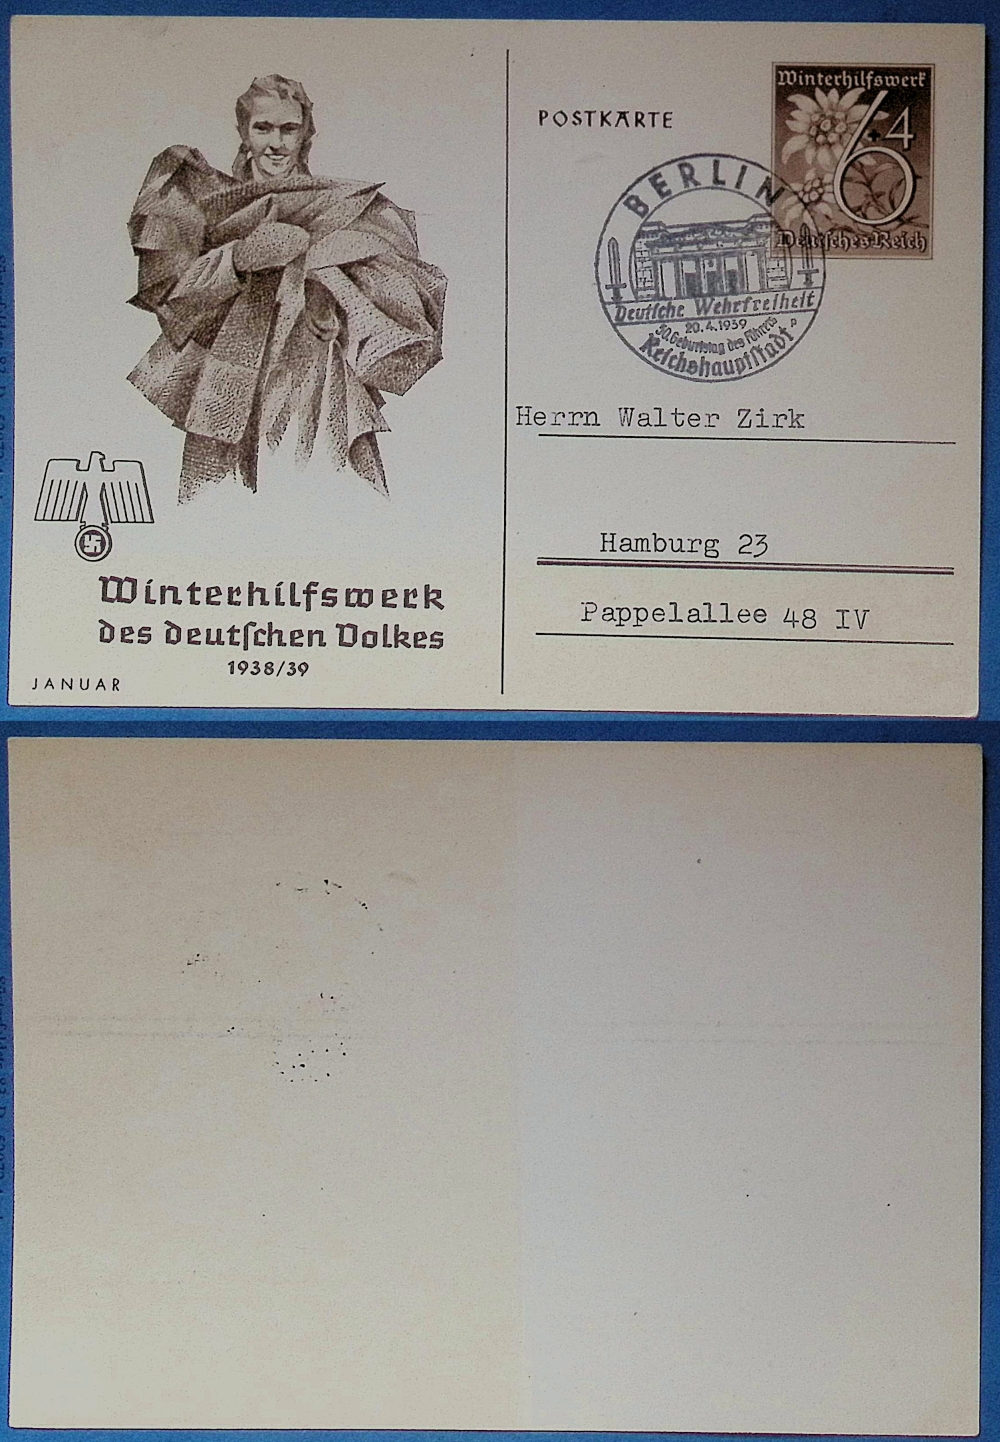 POSTKARTE
Winterhilfswerk
6+4
Deutsches Reich
BERLIN
Deutsche Wehrfreiheit
20.4.1939
50.Geburtstag des Führers
Reichshauptstadt
Herrn Walter Zirk
Hamburg 23
Pappelallee 48 IV
Winterhilfswerk
des deutschen Volkes
1938/39
JANUAR